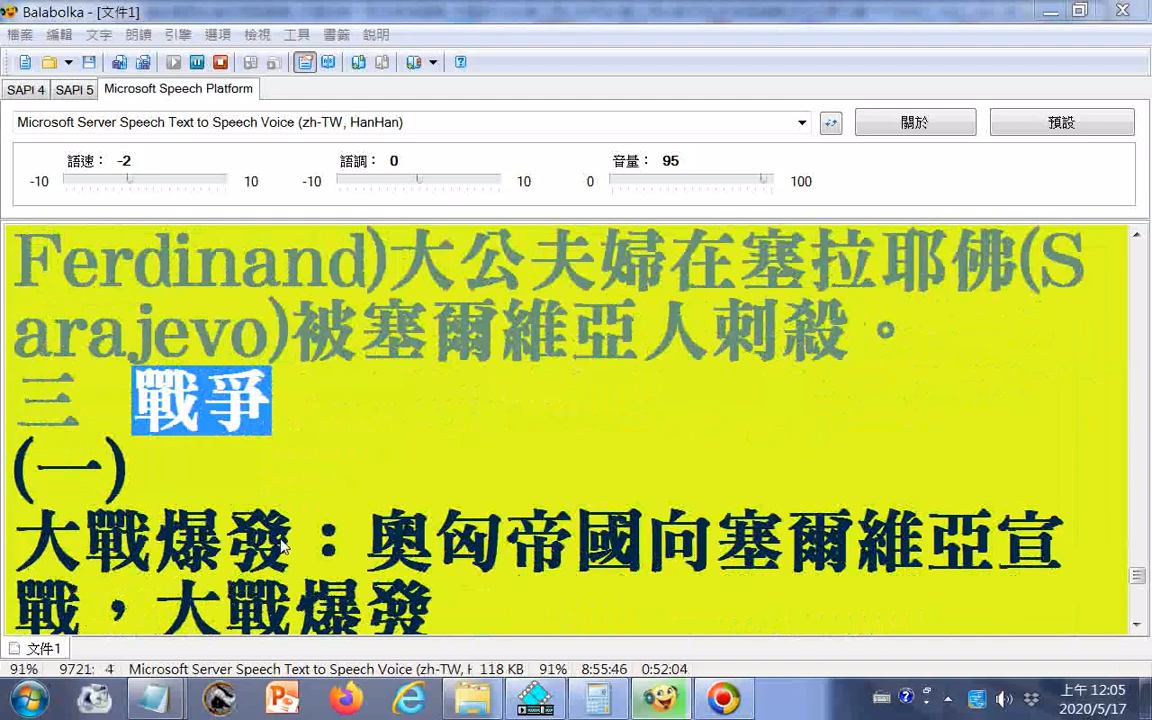 Balabolka - [文件1]
檔案 編輯 文字 朗讀 引擎 選項 檢視 工具 書籤 說明
SAPI 4 SAPI 5 Microsoft Speech Platform
Microsoft Server Speech Text to Speech Voice (zh-TW, HanHan) 關於 預設
語速： -2 語調： 0 音量： 95
-10 10 -10 10 0 100
Ferdinand)大公夫婦在塞拉耶佛(S
arajevo)被塞爾維亞人刺殺。
三 戰爭
(一)
大戰爆發：奧匈帝國向塞爾維亞宣
戰，大戰爆發
文件1
91% 9721: 4 Microsoft Server Speech Text to Speech Voice (zh-TW, H 118 KB 91% 8:55:46 0:52:04
上午 12:05
2020/5/17